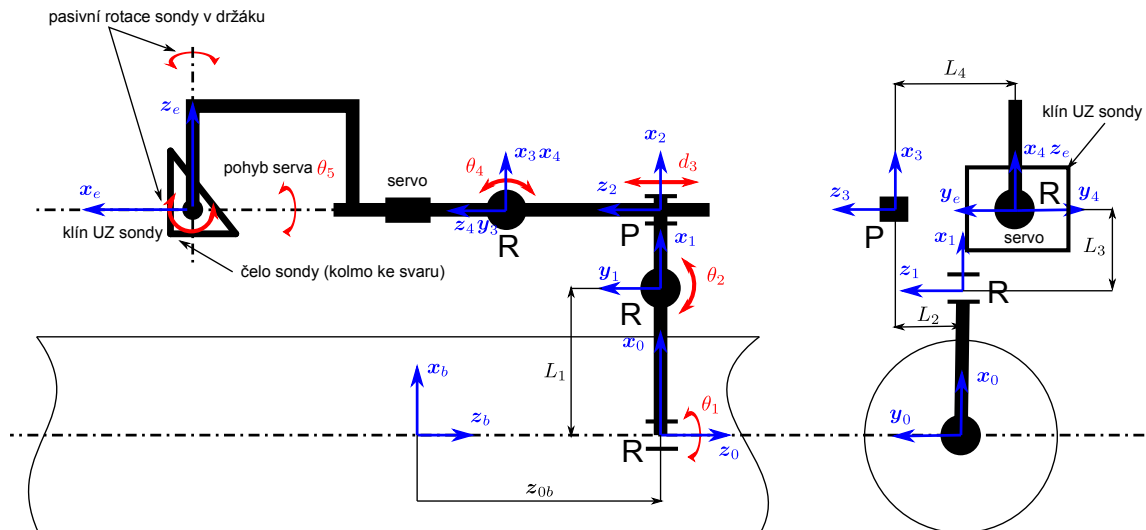 pasivní rotace sondy v držáku
z_e
x_e
klín UZ sondy
čelo sondy (kolmo ke svaru)
pohyb serva θ_5
servo
θ_4
x_3 x_4
z_4 y_3
R
x_2
d_3
z_2
P
x_1
y_1
θ_2
R
x_0
L_1
x_b
z_b
θ_1
R
z_0
z_{0b}
L_4
klín UZ sondy
x_3
x_4 z_e
z_3
P
y_e
R
y_4
servo
x_1
L_3
z_1
R
L_2
x_0
y_0